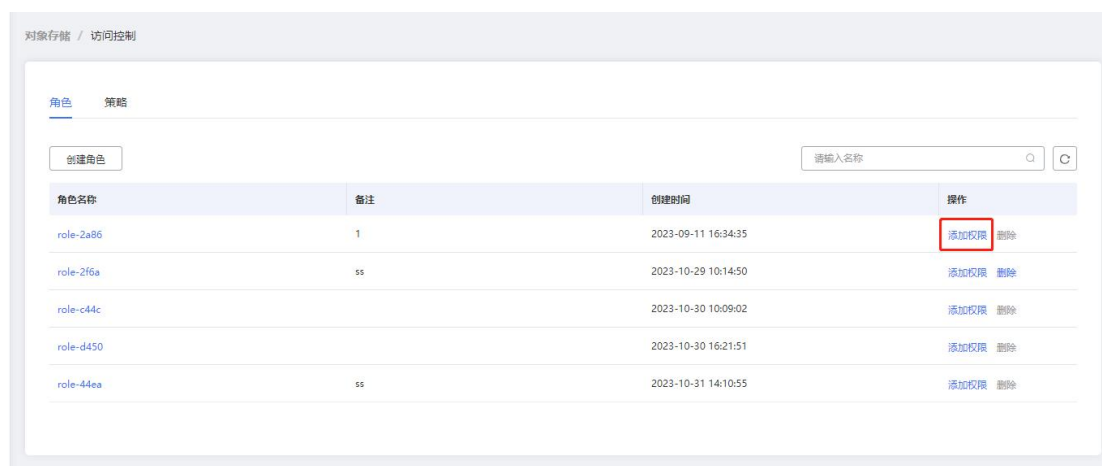 对象存储 / 访问控制
角色 策略
创建角色 请输入名称
角色名称 备注 创建时间 操作
role-2a86 1 2023-09-11 16:34:35 添加权限 删除
role-2f6a ss 2023-10-29 10:14:50 添加权限 删除
role-c44c 2023-10-30 10:09:02 添加权限 删除
role-d450 2023-10-30 16:21:51 添加权限 删除
role-44ea ss 2023-10-31 14:10:55 添加权限 删除